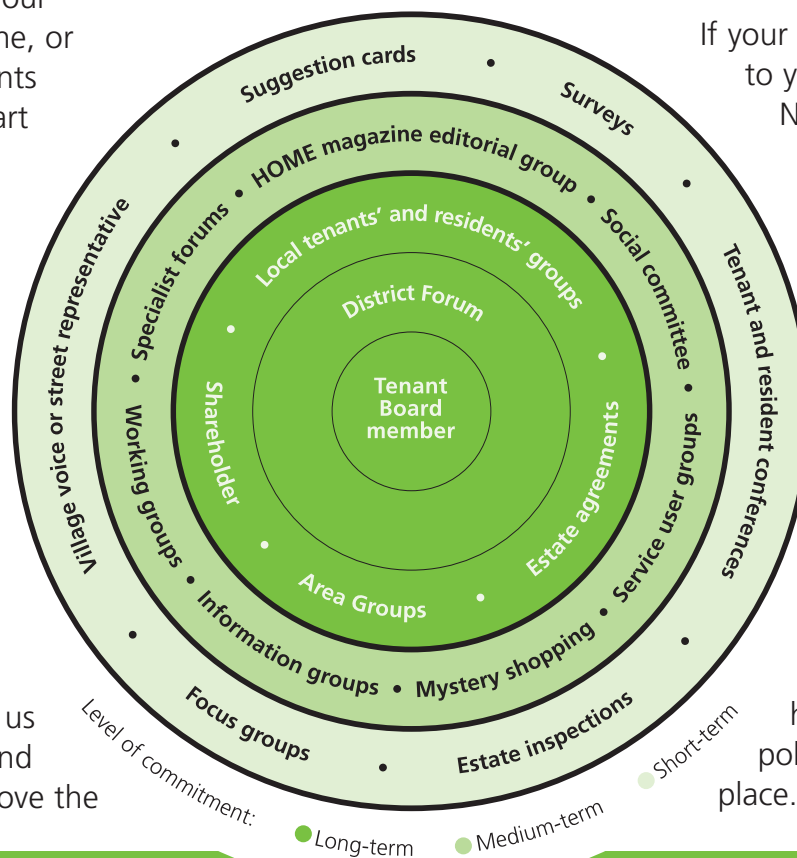 our
ne, or
nts
art
If your
to y
N
Suggestion cards
•
Surveys
•
Tenant and resident conferences
•
Estate inspections
•
Focus groups
•
Village voice or street representative
•
HOME magazine editorial group
•
Social committee
•
Service user groups
•
Mystery shopping
•
Information groups
•
Working groups
•
Specialist forums
•
Local tenants’ and residents’ groups
•
Estate agreements
•
Area Groups
•
Shareholder
•
District Forum
Tenant
Board
member
us
nd
ove the
h
pol
place.
Level of commitment:
Long-term
Medium-term
Short-term